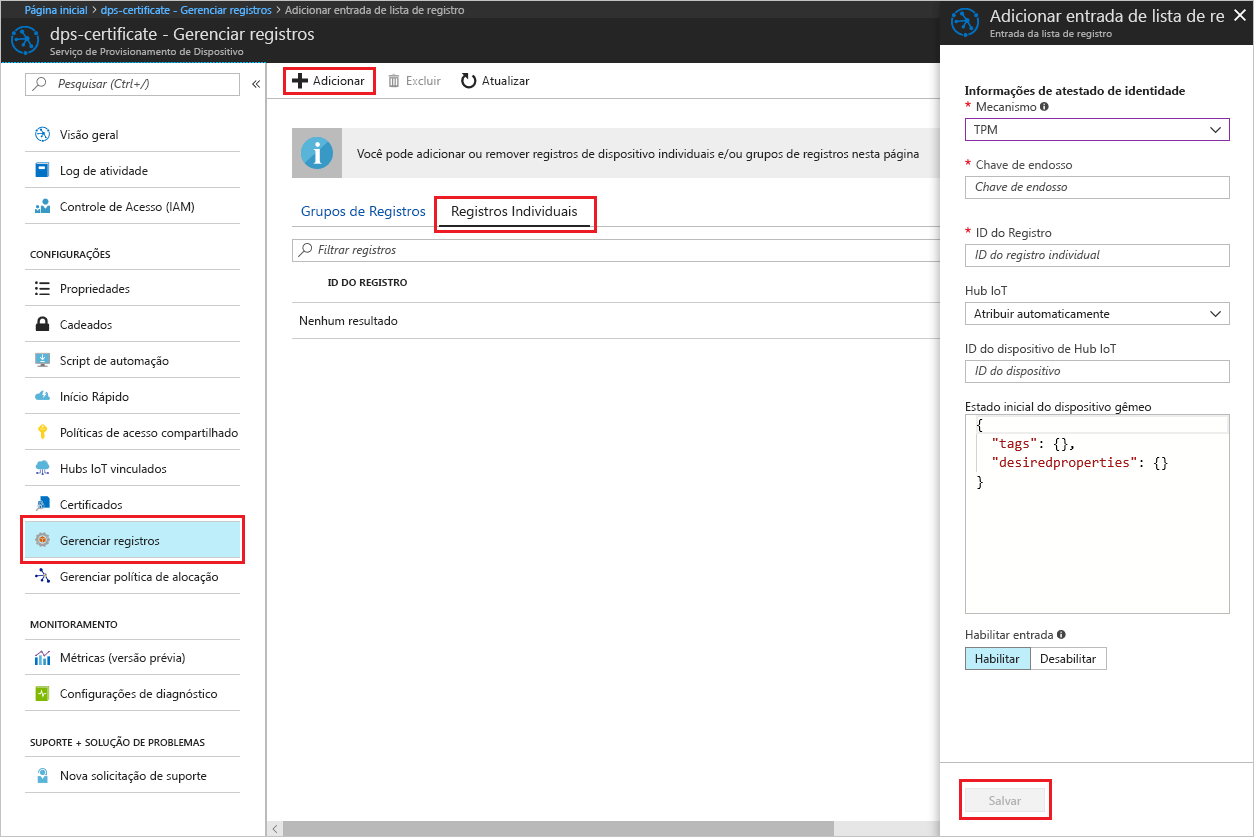 Página inicial > dps-certificate - Gerenciar registros > Adicionar entrada de lista de registro
dps-certificate - Gerenciar registros
Serviço de Provisionamento de Dispositivo
Pesquisar (Ctrl+/)
«
Visão geral
Log de atividade
Controle de Acesso (IAM)
CONFIGURAÇÕES
Propriedades
Cadeados
Script de automação
Início Rápido
Políticas de acesso compartilhado
Hubs IoT vinculados
Certificados
Gerenciar registros
Gerenciar política de alocação
MONITORAMENTO
Métricas (versão prévia)
Configurações de diagnóstico
SUPORTE + SOLUÇÃO DE PROBLEMAS
Nova solicitação de suporte
Adicionar Excluir Atualizar
Você pode adicionar ou remover registros de dispositivo individuais e/ou grupos de registros nesta página
Grupos de Registros Registros Individuais
Filtrar registros
ID DO REGISTRO
Nenhum resultado
Adicionar entrada de lista de re
Entrada da lista de registro
Informações de atestado de identidade
* Mecanismo
TPM
* Chave de endosso
Chave de endosso
* ID do Registro
ID do registro individual
Hub IoT
Atribuir automaticamente
ID do dispositivo de Hub IoT
ID do dispositivo
Estado inicial do dispositivo gêmeo
{
"tags": {},
"desiredproperties": {}
}
Habilitar entrada
Habilitar Desabilitar
Salvar